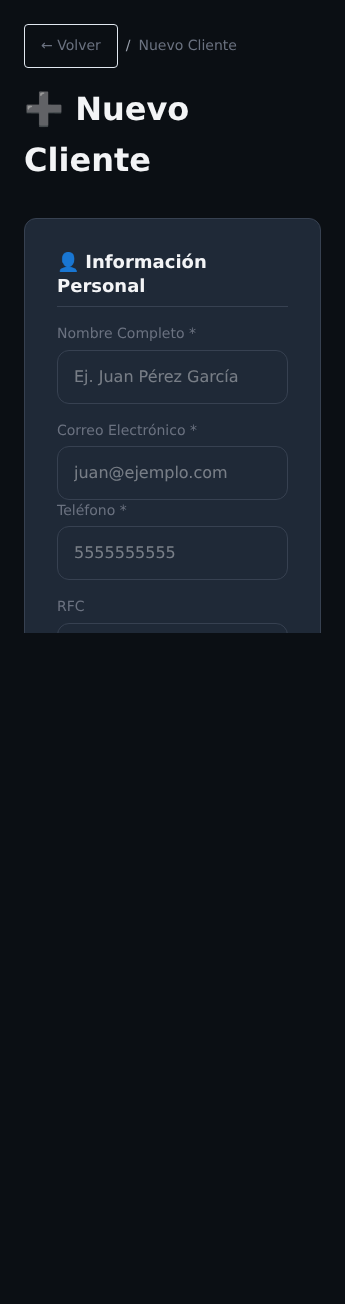 ← Volver / Nuevo Cliente
➕ Nuevo
Cliente
👤 Información
Personal
Nombre Completo *
Ej. Juan Pérez García
Correo Electrónico *
juan@ejemplo.com
Teléfono *
5555555555
RFC